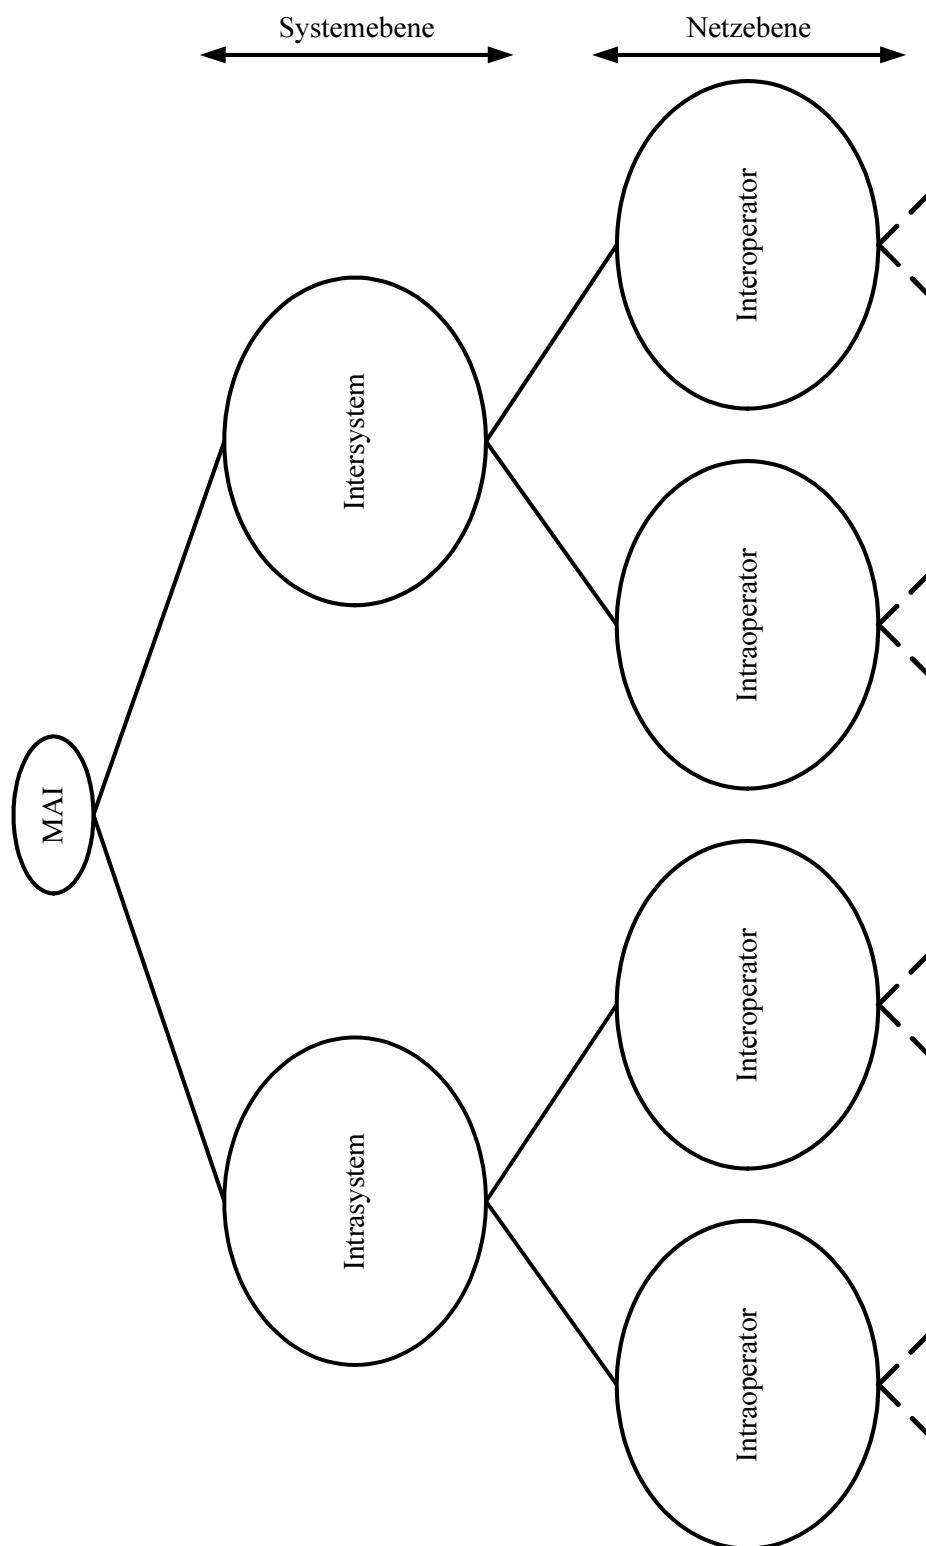 Systemebene
Netzebene
MAI
Intersystem
Intrasystem
Interoperator
Intraoperator
Interoperator
Intraoperator